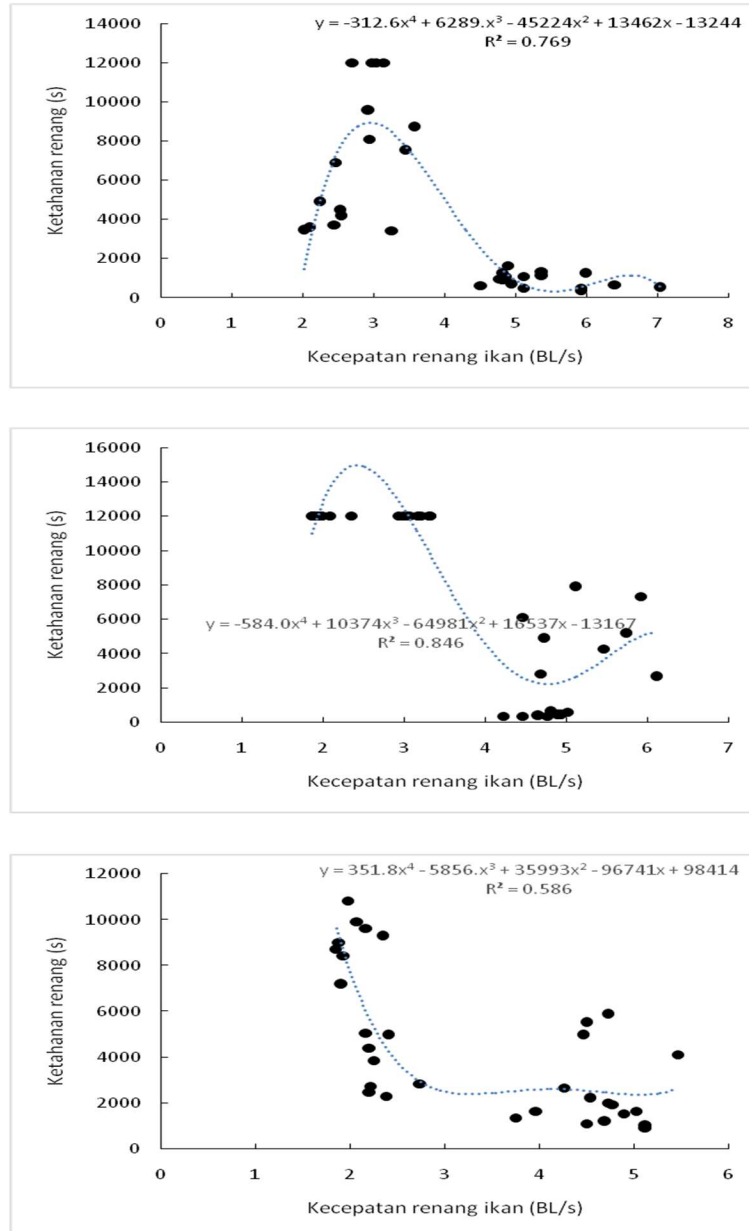 y = -312.6x⁴ + 6289.x³ - 45224x² + 13462x - 13244
R² = 0.769
14000
12000
10000
8000
6000
4000
2000
0
Ketahanan renang (s)
0 1 2 3 4 5 6 7 8
Kecepatan renang ikan (BL/s)
16000
14000
12000
10000
8000
6000
4000
2000
0
Ketahanan renang (s)
y = -584.0x⁴ + 10374x³ - 64981x² + 16537x - 13167
R² = 0.846
0 1 2 3 4 5 6 7
Kecepatan renang ikan (BL/s)
y = 351.8x⁴ - 5856.x³ + 35993x² - 96741x + 98414
R² = 0.586
12000
10000
8000
6000
4000
2000
0
Ketahanan renang (s)
0 1 2 3 4 5 6
Kecepatan renang ikan (BL/s)